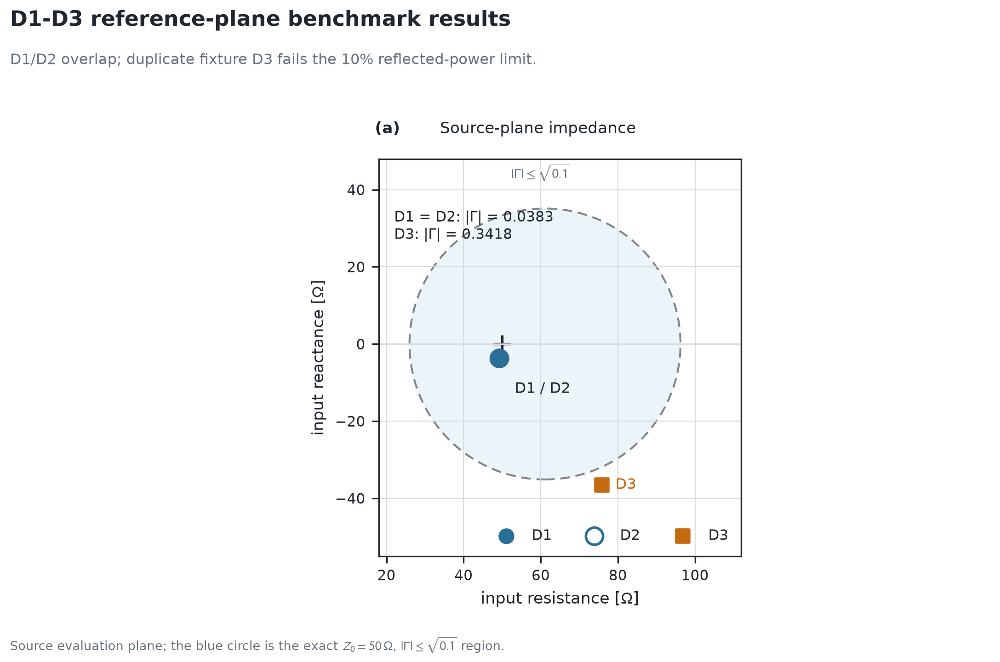 D1-D3 reference-plane benchmark results
D1/D2 overlap; duplicate fixture D3 fails the 10% reflected-power limit.
(a) Source-plane impedance
|Γ| ≤ √0.1
40
D1 = D2: |Γ| = 0.0383
D3: |Γ| = 0.3418
20
input reactance [Ω]
0
D1 / D2
−20
D3
−40
D1 D2 D3
20 40 60 80 100
input resistance [Ω]
Source evaluation plane; the blue circle is the exact Z₀ = 50 Ω, |Γ| ≤ √0.1 region.